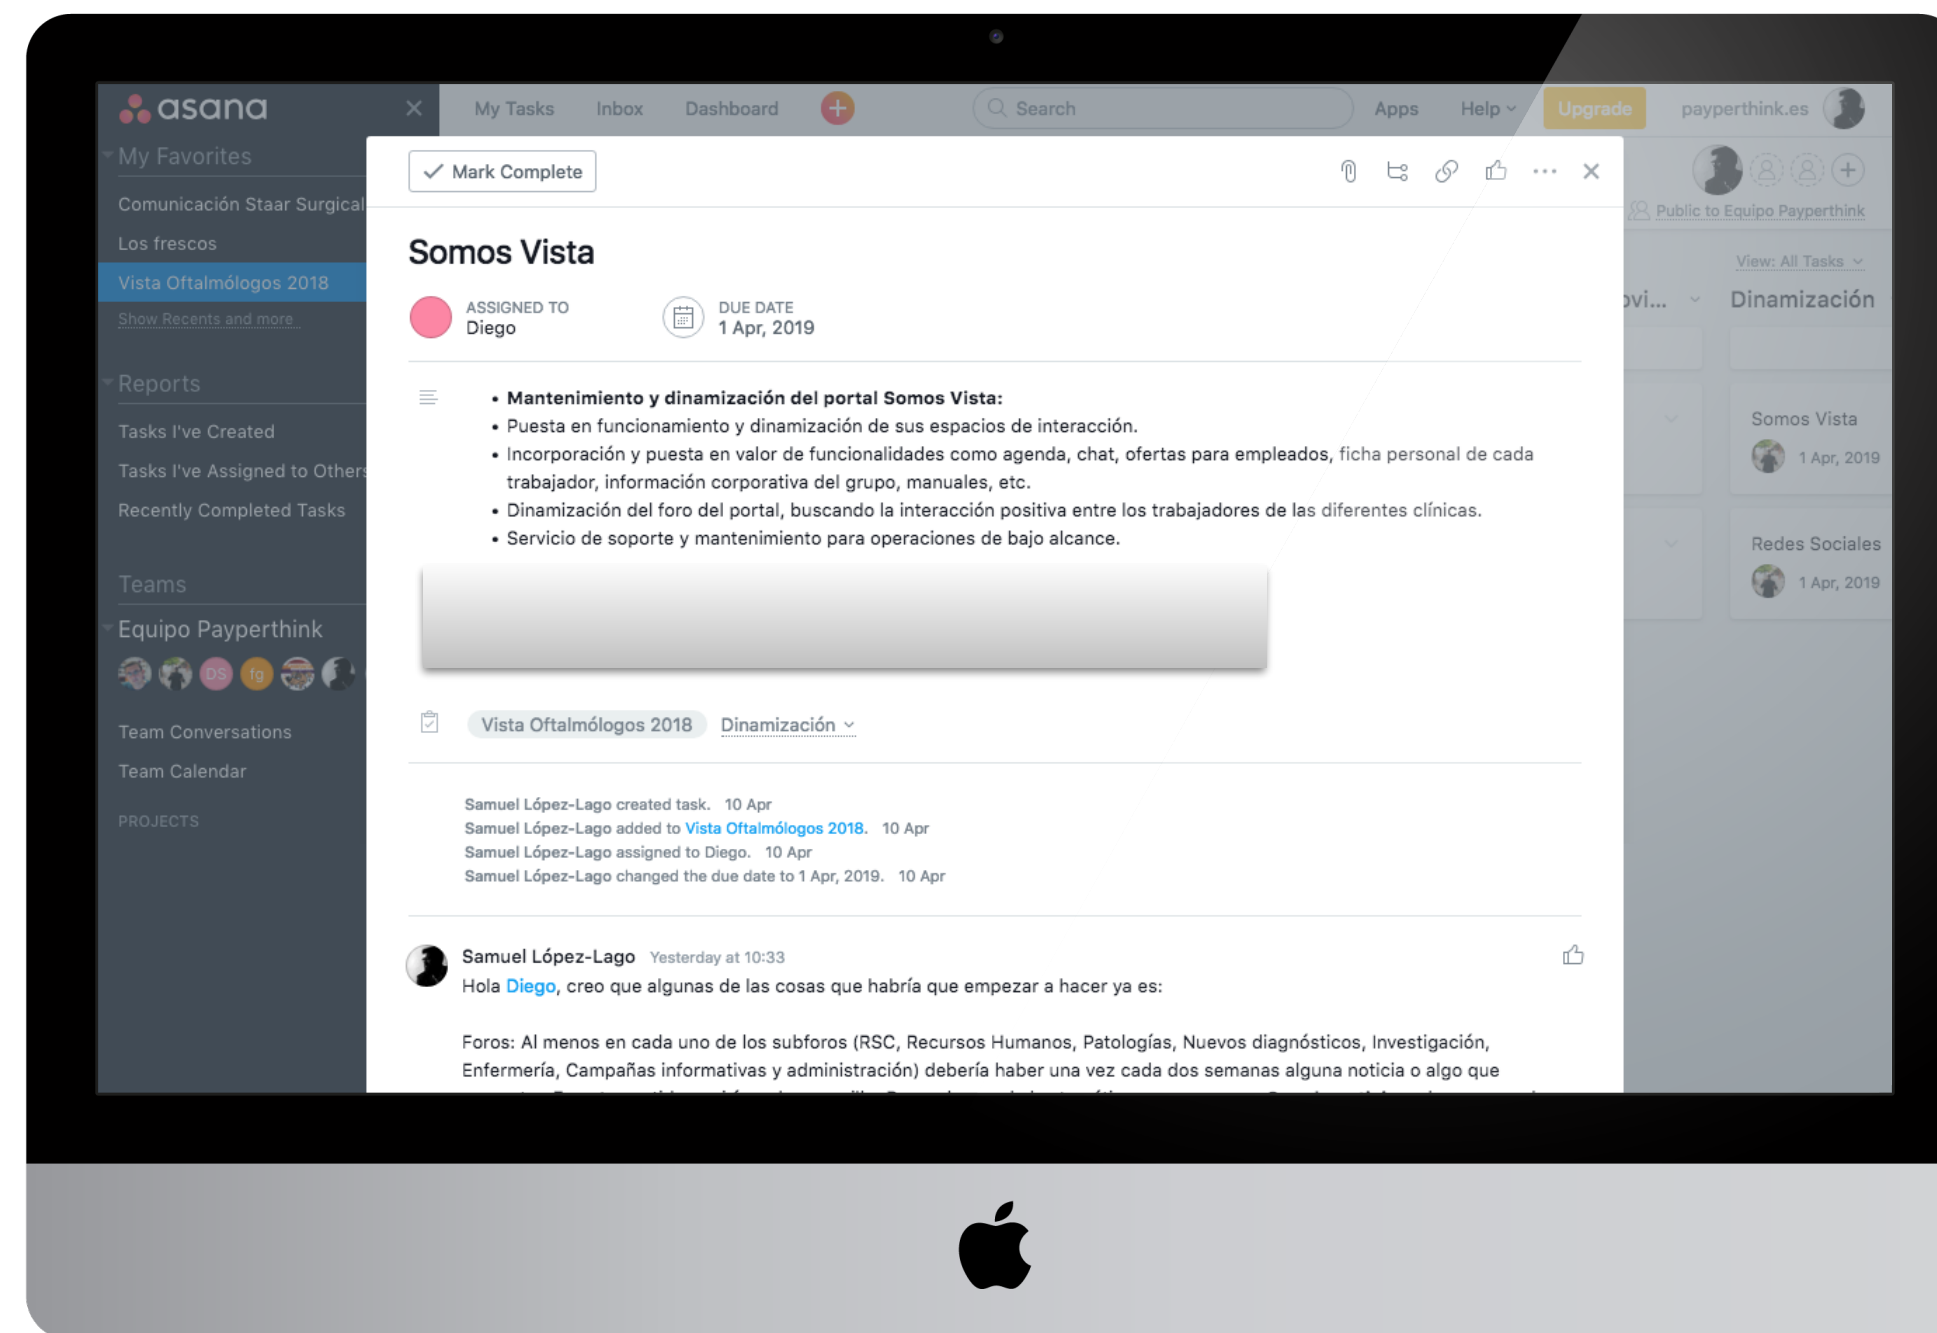 asana
My Tasks Inbox Dashboard
Search
Apps Help Upgrade payperthink.es
My Favorites
Comunicación Staar Surgical
Los frescos
Vista Oftalmólogos 2018
Show Recents and more
Reports
Tasks I've Created
Tasks I've Assigned to Others
Recently Completed Tasks
Teams
Equipo Payperthink
DS fg
Team Conversations
Team Calendar
PROJECTS
Mark Complete
Somos Vista
ASSIGNED TO
Diego
DUE DATE
1 Apr, 2019
• Mantenimiento y dinamización del portal Somos Vista:
• Puesta en funcionamiento y dinamización de sus espacios de interacción.
• Incorporación y puesta en valor de funcionalidades como agenda, chat, ofertas para empleados, ficha personal de cada
trabajador, información corporativa del grupo, manuales, etc.
• Dinamización del foro del portal, buscando la interacción positiva entre los trabajadores de las diferentes clínicas.
• Servicio de soporte y mantenimiento para operaciones de bajo alcance.
Vista Oftalmólogos 2018 Dinamización
Samuel López-Lago created task. 10 Apr
Samuel López-Lago added to Vista Oftalmólogos 2018. 10 Apr
Samuel López-Lago assigned to Diego. 10 Apr
Samuel López-Lago changed the due date to 1 Apr, 2019. 10 Apr
Samuel López-Lago Yesterday at 10:33
Hola Diego, creo que algunas de las cosas que habría que empezar a hacer ya es:
Foros: Al menos en cada uno de los subforos (RSC, Recursos Humanos, Patologías, Nuevos diagnósticos, Investigación,
Enfermería, Campañas informativas y administración) debería haber una vez cada dos semanas alguna noticia o algo que
Public to Equipo Payperthink
View: All Tasks
ovi... Dinamización
Somos Vista
1 Apr, 2019
Redes Sociales
1 Apr, 2019